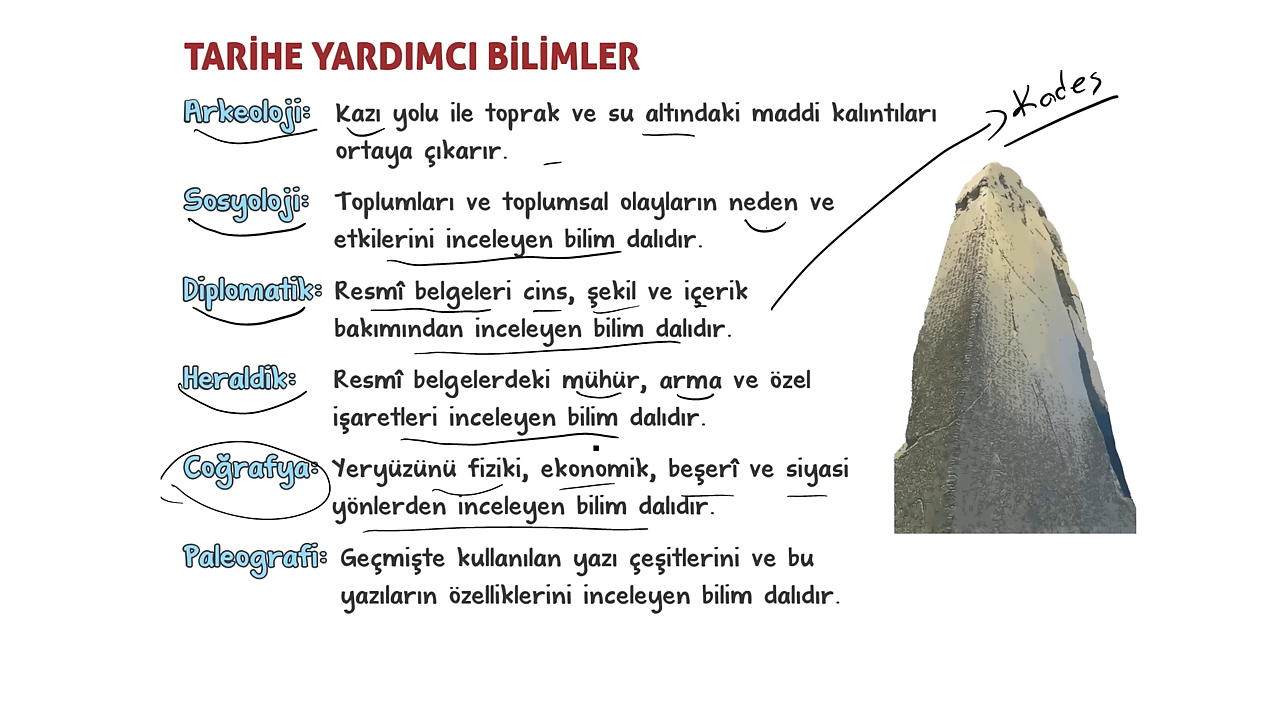 TARİHE YARDIMCI BİLİMLER
Arkeoloji: Kazı yolu ile toprak ve su altındaki maddi kalıntıları
ortaya çıkarır.
Kadeş
Sosyoloji: Toplumları ve toplumsal olayların neden ve
etkilerini inceleyen bilim dalıdır.
Diplomatik: Resmî belgeleri cins, şekil ve içerik
bakımından inceleyen bilim dalıdır.
Heraldik: Resmî belgelerdeki mühür, arma ve özel
işaretleri inceleyen bilim dalıdır.
Coğrafya: Yeryüzünü fiziki, ekonomik, beşerî ve siyasi
yönlerden inceleyen bilim dalıdır.
Paleografi: Geçmişte kullanılan yazı çeşitlerini ve bu
yazıların özelliklerini inceleyen bilim dalıdır.